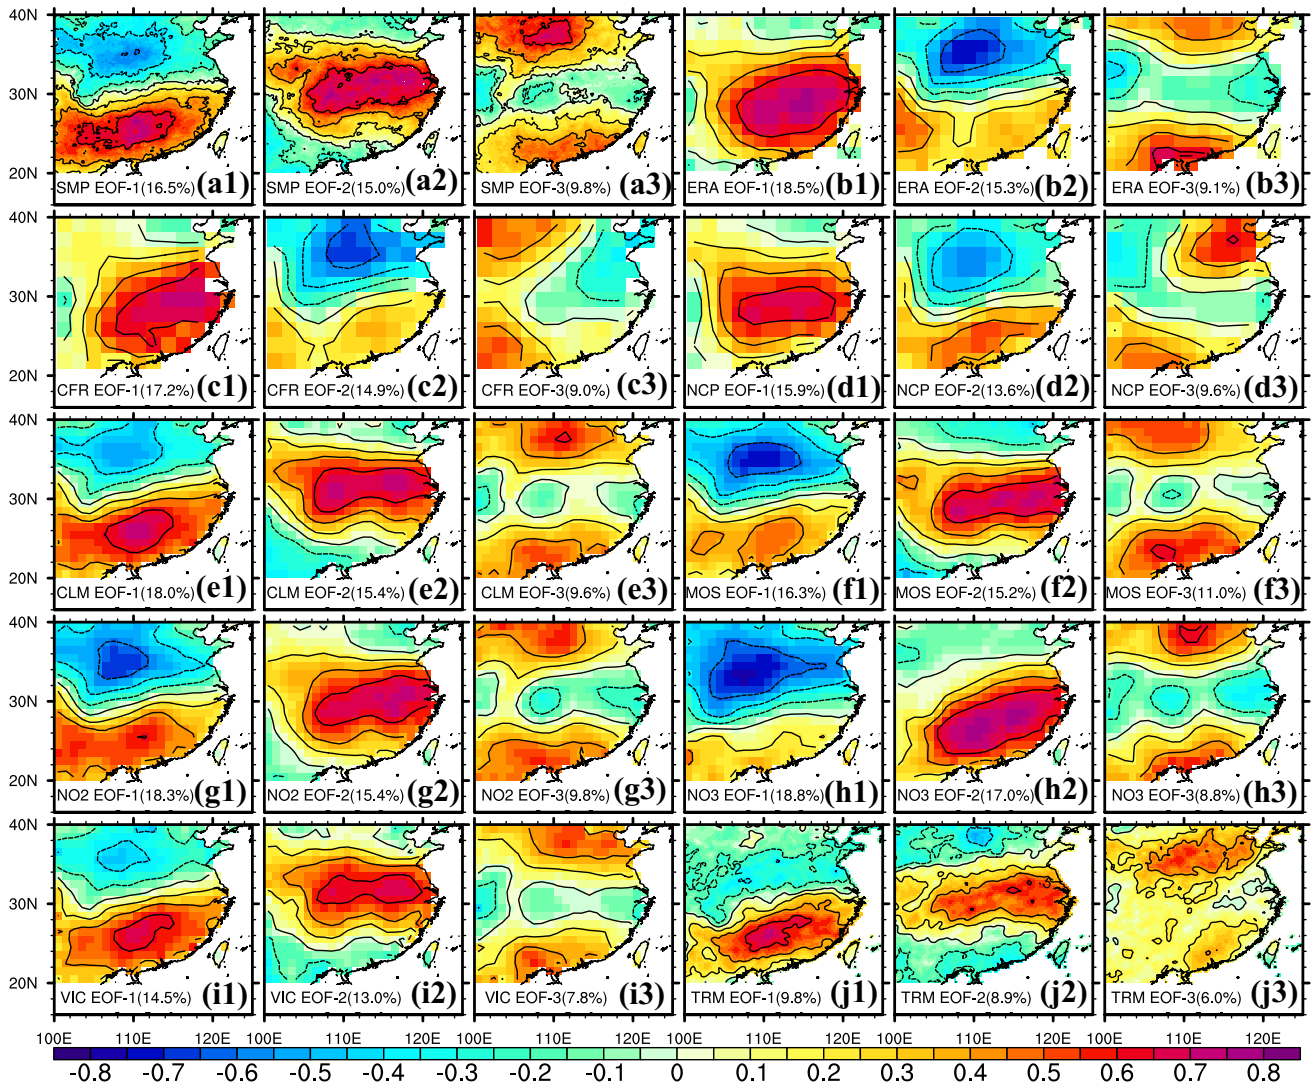 40N
30N
20N
SMP EOF-1(16.5%) (a1)
SMP EOF-2(15.0%) (a2)
SMP EOF-3(9.8%) (a3)
ERA EOF-1(18.5%) (b1)
ERA EOF-2(15.3%) (b2)
ERA EOF-3(9.1%) (b3)
40N
30N
20N
CFR EOF-1(17.2%) (c1)
CFR EOF-2(14.9%) (c2)
CFR EOF-3(9.0%) (c3)
NCP EOF-1(15.9%) (d1)
NCP EOF-2(13.6%) (d2)
NCP EOF-3(9.6%) (d3)
40N
30N
20N
CLM EOF-1(18.0%) (e1)
CLM EOF-2(15.4%) (e2)
CLM EOF-3(9.6%) (e3)
MOS EOF-1(16.3%) (f1)
MOS EOF-2(15.2%) (f2)
MOS EOF-3(11.0%) (f3)
40N
30N
20N
NO2 EOF-1(18.3%) (g1)
NO2 EOF-2(15.4%) (g2)
NO2 EOF-3(9.8%) (g3)
NO3 EOF-1(18.8%) (h1)
NO3 EOF-2(17.0%) (h2)
NO3 EOF-3(8.8%) (h3)
40N
30N
20N
VIC EOF-1(14.5%) (i1)
VIC EOF-2(13.0%) (i2)
VIC EOF-3(7.8%) (i3)
TRM EOF-1(9.8%) (j1)
TRM EOF-2(8.9%) (j2)
TRM EOF-3(6.0%) (j3)
100E 110E 120E 100E 110E 120E 100E 110E 120E 100E 110E 120E 100E 110E 120E 100E 110E 120E
-0.8 -0.7 -0.6 -0.5 -0.4 -0.3 -0.2 -0.1 0 0.1 0.2 0.3 0.4 0.5 0.6 0.7 0.8